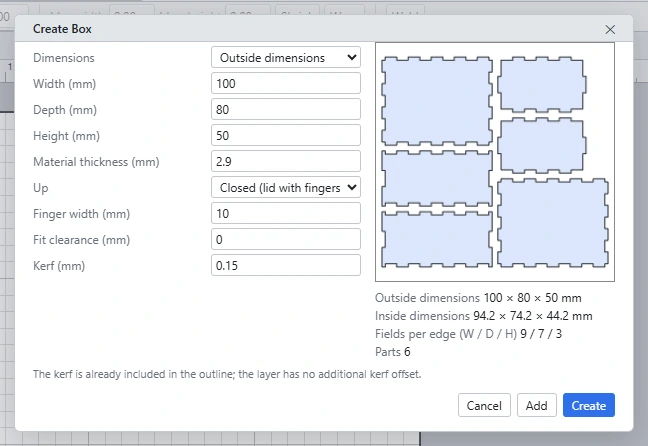 Create Box
Dimensions Outside dimensions
Width (mm) 100
Depth (mm) 80
Height (mm) 50
Material thickness (mm) 2.9
Up Closed (lid with fingers
Finger width (mm) 10
Fit clearance (mm) 0
Kerf (mm) 0.15
Outside dimensions 100 × 80 × 50 mm
Inside dimensions 94.2 × 74.2 × 44.2 mm
Fields per edge (W / D / H) 9 / 7 / 3
Parts 6
The kerf is already included in the outline; the layer has no additional kerf offset.
Cancel Add Create